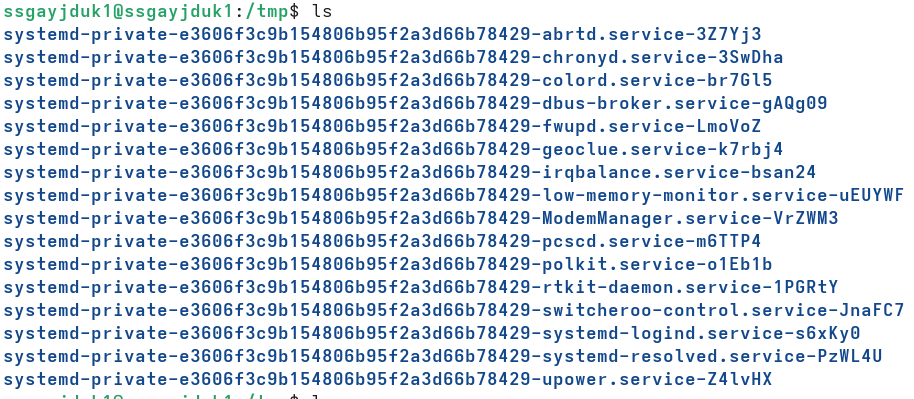 ssgayjduk1@ssgayjduk1:/tmp$ ls
systemd-private-e3606f3c9b154806b95f2a3d66b78429-abrtd.service-3Z7Yj3
systemd-private-e3606f3c9b154806b95f2a3d66b78429-chronyd.service-3SwDha
systemd-private-e3606f3c9b154806b95f2a3d66b78429-colord.service-br7Gl5
systemd-private-e3606f3c9b154806b95f2a3d66b78429-dbus-broker.service-gAQg09
systemd-private-e3606f3c9b154806b95f2a3d66b78429-fwupd.service-LmoVoZ
systemd-private-e3606f3c9b154806b95f2a3d66b78429-geoclue.service-k7rbj4
systemd-private-e3606f3c9b154806b95f2a3d66b78429-irqbalance.service-bsan24
systemd-private-e3606f3c9b154806b95f2a3d66b78429-low-memory-monitor.service-uEUYWF
systemd-private-e3606f3c9b154806b95f2a3d66b78429-ModemManager.service-VrZWM3
systemd-private-e3606f3c9b154806b95f2a3d66b78429-pcscd.service-m6TTP4
systemd-private-e3606f3c9b154806b95f2a3d66b78429-polkit.service-o1Eb1b
systemd-private-e3606f3c9b154806b95f2a3d66b78429-rtkit-daemon.service-1PGRtY
systemd-private-e3606f3c9b154806b95f2a3d66b78429-switcheroo-control.service-JnaFC7
systemd-private-e3606f3c9b154806b95f2a3d66b78429-systemd-logind.service-s6xKy0
systemd-private-e3606f3c9b154806b95f2a3d66b78429-systemd-resolved.service-PzWL4U
systemd-private-e3606f3c9b154806b95f2a3d66b78429-upower.service-Z4lvHX